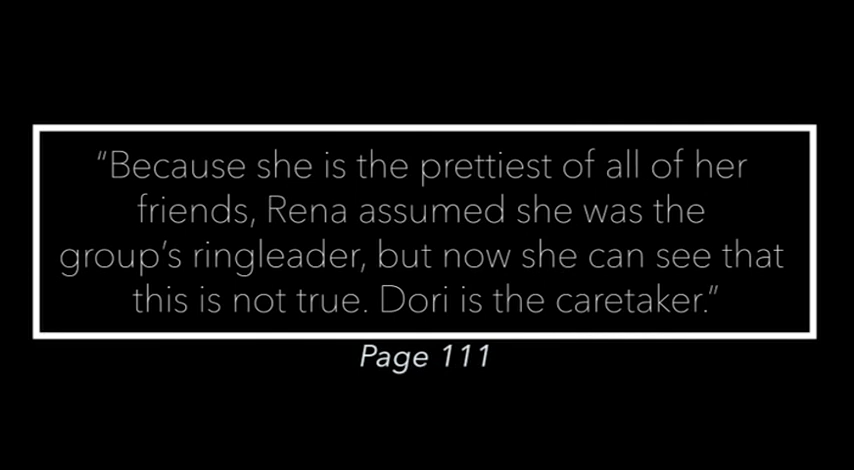 “Because she is the prettiest of all of her
friends, Rena assumed she was the
group’s ringleader, but now she can see that
this is not true. Dori is the caretaker.”
Page 111